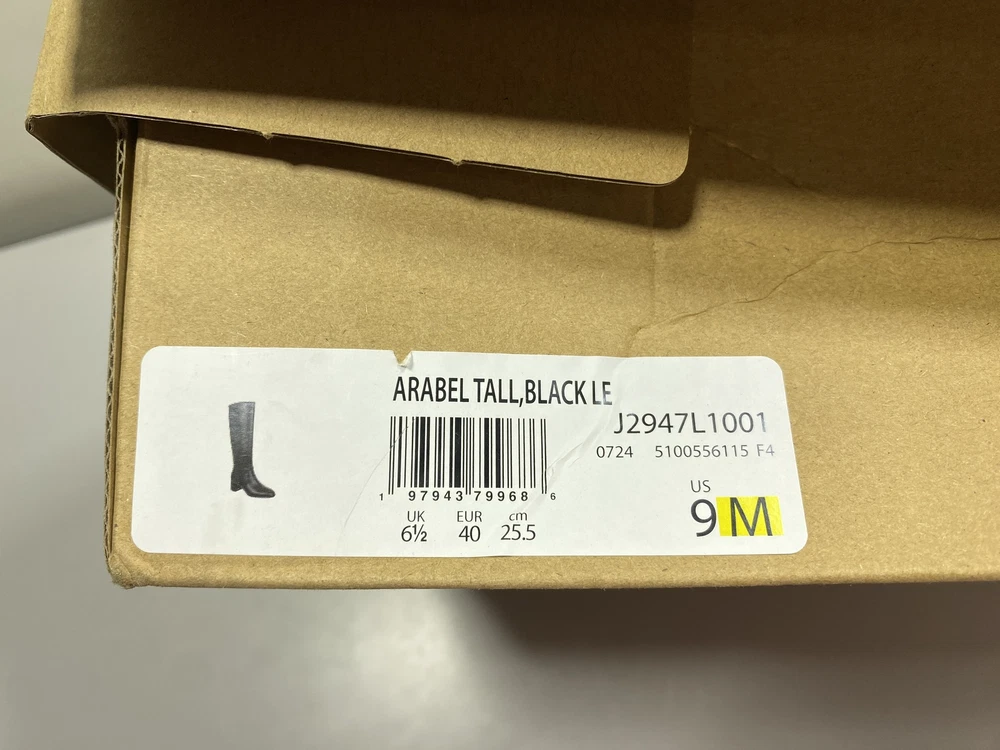 ARABEL TALL,BLACK LE
J2947L1001
0724 5100556115 F4
1 97943 79968 6
UK EUR cm
6½ 40 25.5
US
9 M